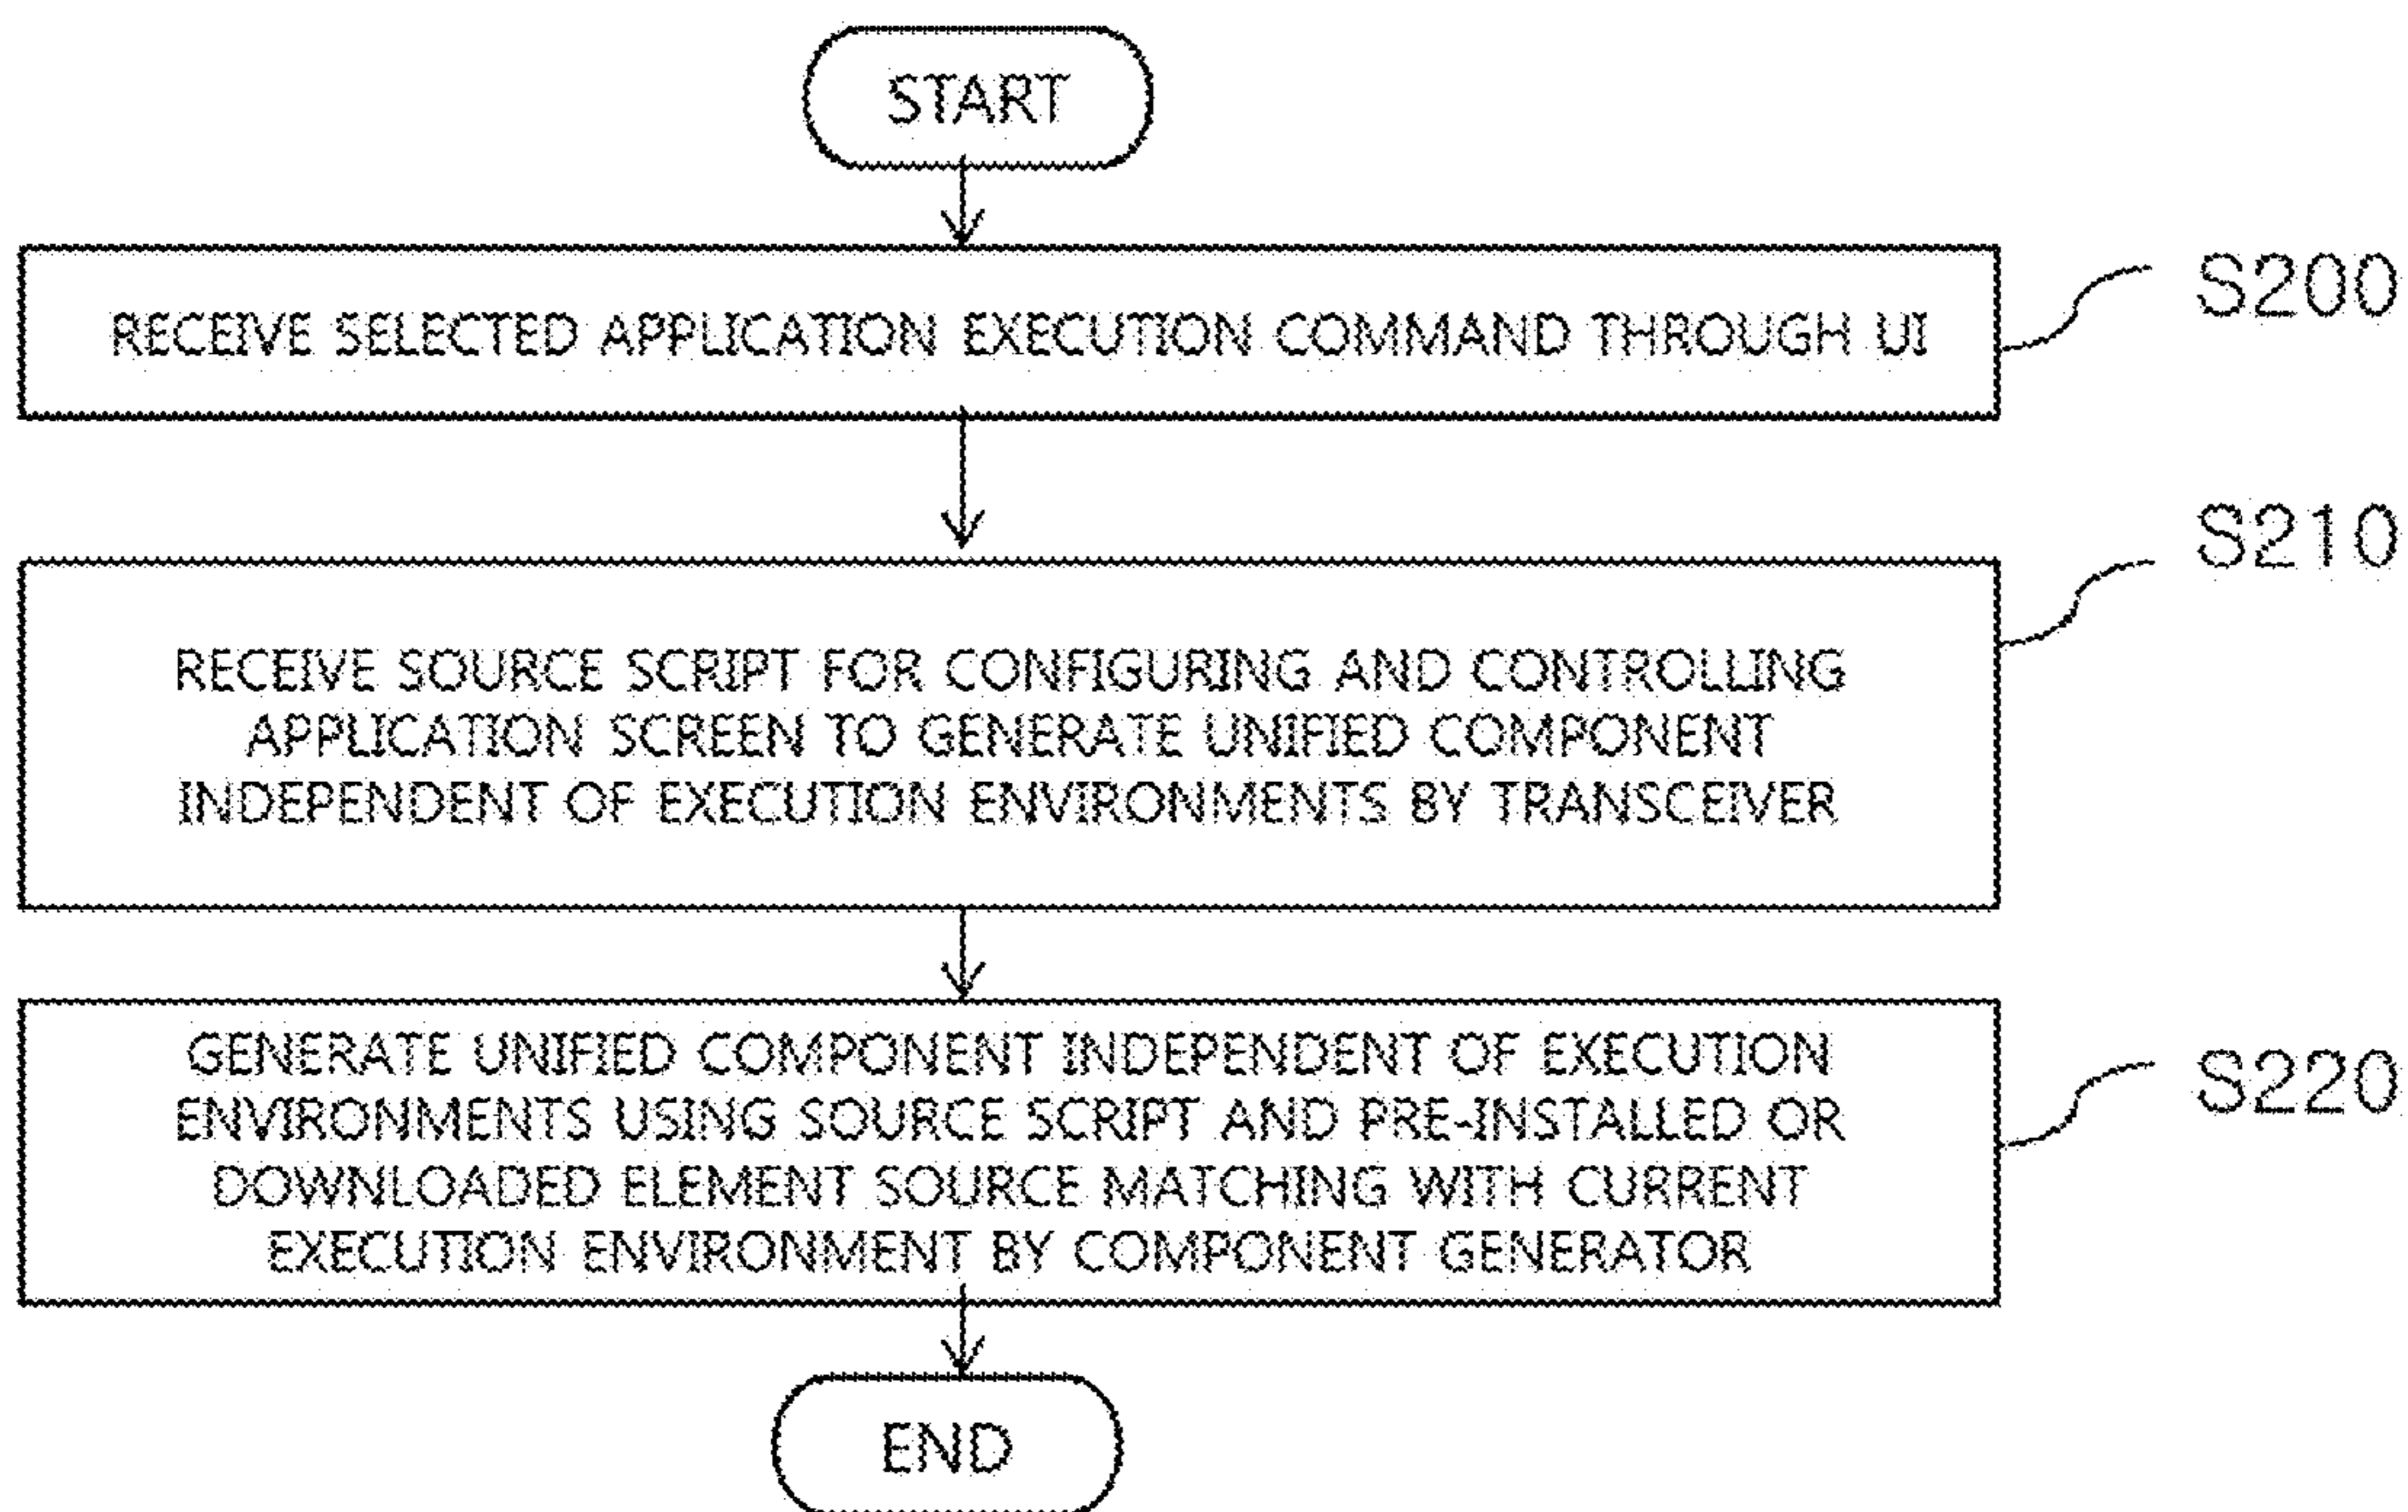 START
RECEIVE SELECTED APPLICATION EXECUTION COMMAND THROUGH UI
S200
S210
RECEIVE SOURCE SCRIPT FOR CONFIGURING AND CONTROLLING
APPLICATION SCREEN TO GENERATE UNIFIED COMPONENT
INDEPENDENT OF EXECUTION ENVIRONMENTS BY TRANSCEIVER
GENERATE UNIFIED COMPONENT INDEPENDENT OF EXECUTION
ENVIRONMENTS USING SOURCE SCRIPT AND PRE-INSTALLED OR
DOWNLOADED ELEMENT SOURCE MATCHING WITH CURRENT
EXECUTION ENVIRONMENT BY COMPONENT GENERATOR
S220
END